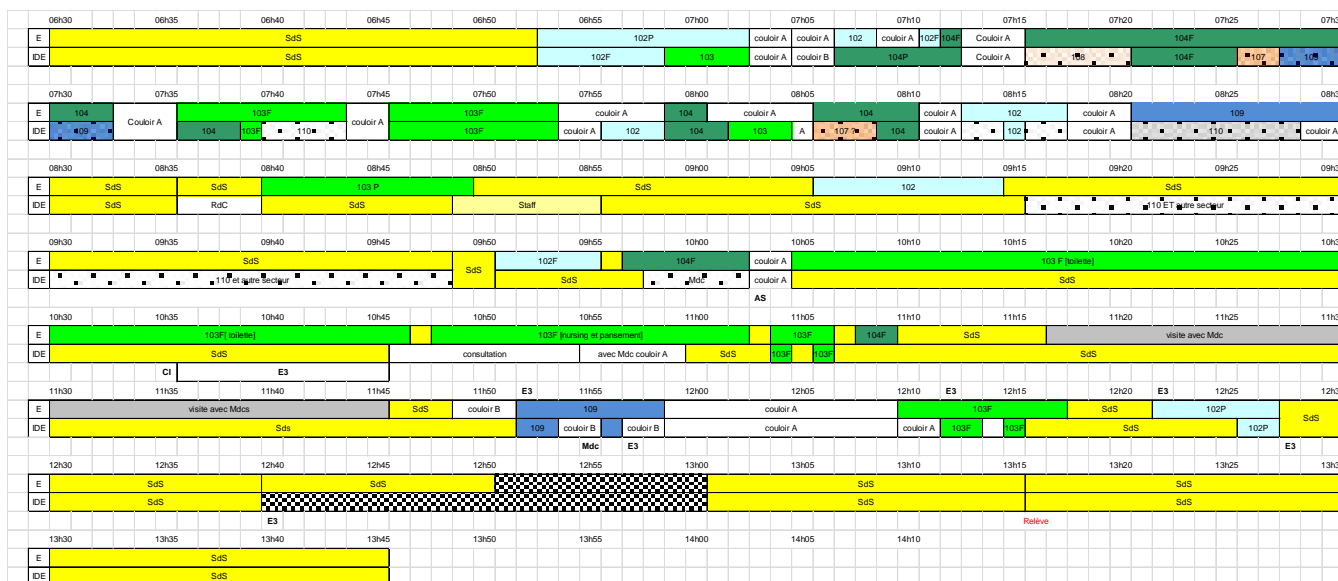 06h30 06h35 06h40 06h45 06h50 06h55 07h00 07h05 07h10 07h15 07h20 07h25 07h3
E SdS 102P couloir A couloir A 102 couloir A 102F 104F Couloir A 104F
IDE SdS 102F 103 couloir A couloir B 104P Couloir A 108 104F 107
07h30 07h35 07h40 07h45 07h50 07h55 08h00 08h05 08h10 08h15 08h20 08h25 08h3
E 104 Couloir A 103F couloir A 103F couloir A 104 couloir A 104 couloir A 102 couloir A 109
IDE 109 104 103F 110 103F couloir A 102 104 103 A 107 ? 104 couloir A 102 couloir A 110 couloir A
08h30 08h35 08h40 08h45 08h50 08h55 09h00 09h05 09h10 09h15 09h20 09h25 09h3
E SdS SdS 103 P SdS 102 SdS
IDE SdS RdC SdS Staff SdS 110 ET autre secteur
09h30 09h35 09h40 09h45 09h50 09h55 10h00 10h05 10h10 10h15 10h20 10h25 10h3
E SdS SdS 102F 104F couloir A 103 F [toilette]
IDE 110 et autre secteur SdS Mdc couloir A SdS
AS
10h30 10h35 10h40 10h45 10h50 10h55 11h00 11h05 11h10 11h15 11h20 11h25 11h3
E 103F[ toilette] 103F [nursing et pansement] 103F 104F SdS visite avec Mdc
IDE SdS consultation avec Mdc couloir A SdS 103F 103F SdS
CI E3
11h30 11h35 11h40 11h45 11h50 E3 11h55 12h00 12h05 12h10 E3 12h15 12h20 E3 12h25 12h3
E visite avec Mdcs SdS couloir B 109 couloir A 103F SdS 102P SdS
IDE Sds 109 couloir B couloir B couloir A couloir A 103F 103F SdS 102P
Mdc E3 E3
12h30 12h35 12h40 12h45 12h50 12h55 13h00 13h05 13h10 13h15 13h20 13h25 13h3
E SdS SdS SdS SdS
IDE SdS SdS SdS
E3 Relève
13h30 13h35 13h40 13h45 13h50 13h55 14h00 14h05 14h10
E SdS
IDE SdS